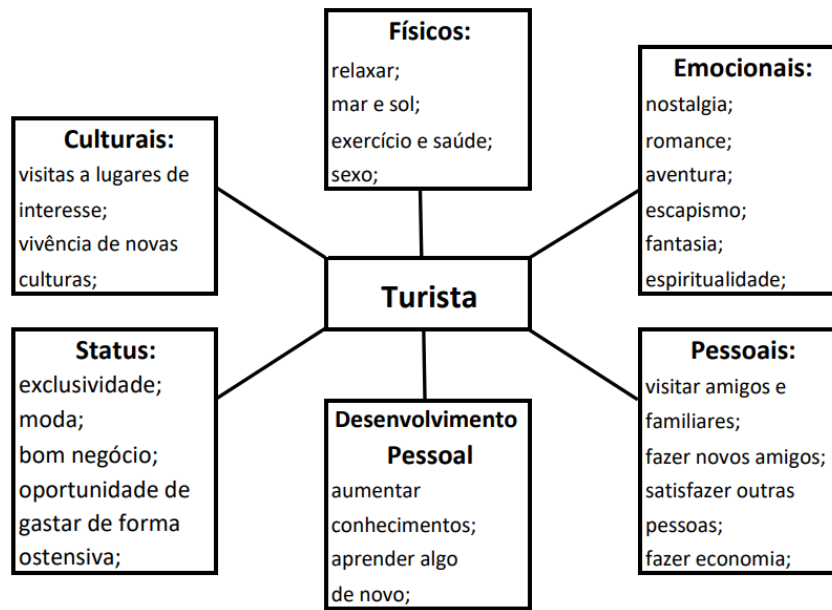 Físicos:
relaxar;
mar e sol;
exercício e saúde;
sexo;
Emocionais:
nostalgia;
romance;
aventura;
escapismo;
fantasia;
espiritualidade;
Culturais:
visitas a lugares de
interesse;
vivência de novas
culturas;
Turista
Status:
exclusividade;
moda;
bom negócio;
oportunidade de
gastar de forma
ostensiva;
Desenvolvimento
Pessoal
aumentar
conhecimentos;
aprender algo
de novo;
Pessoais:
visitar amigos e
familiares;
fazer novos amigos;
satisfazer outras
pessoas;
fazer economia;